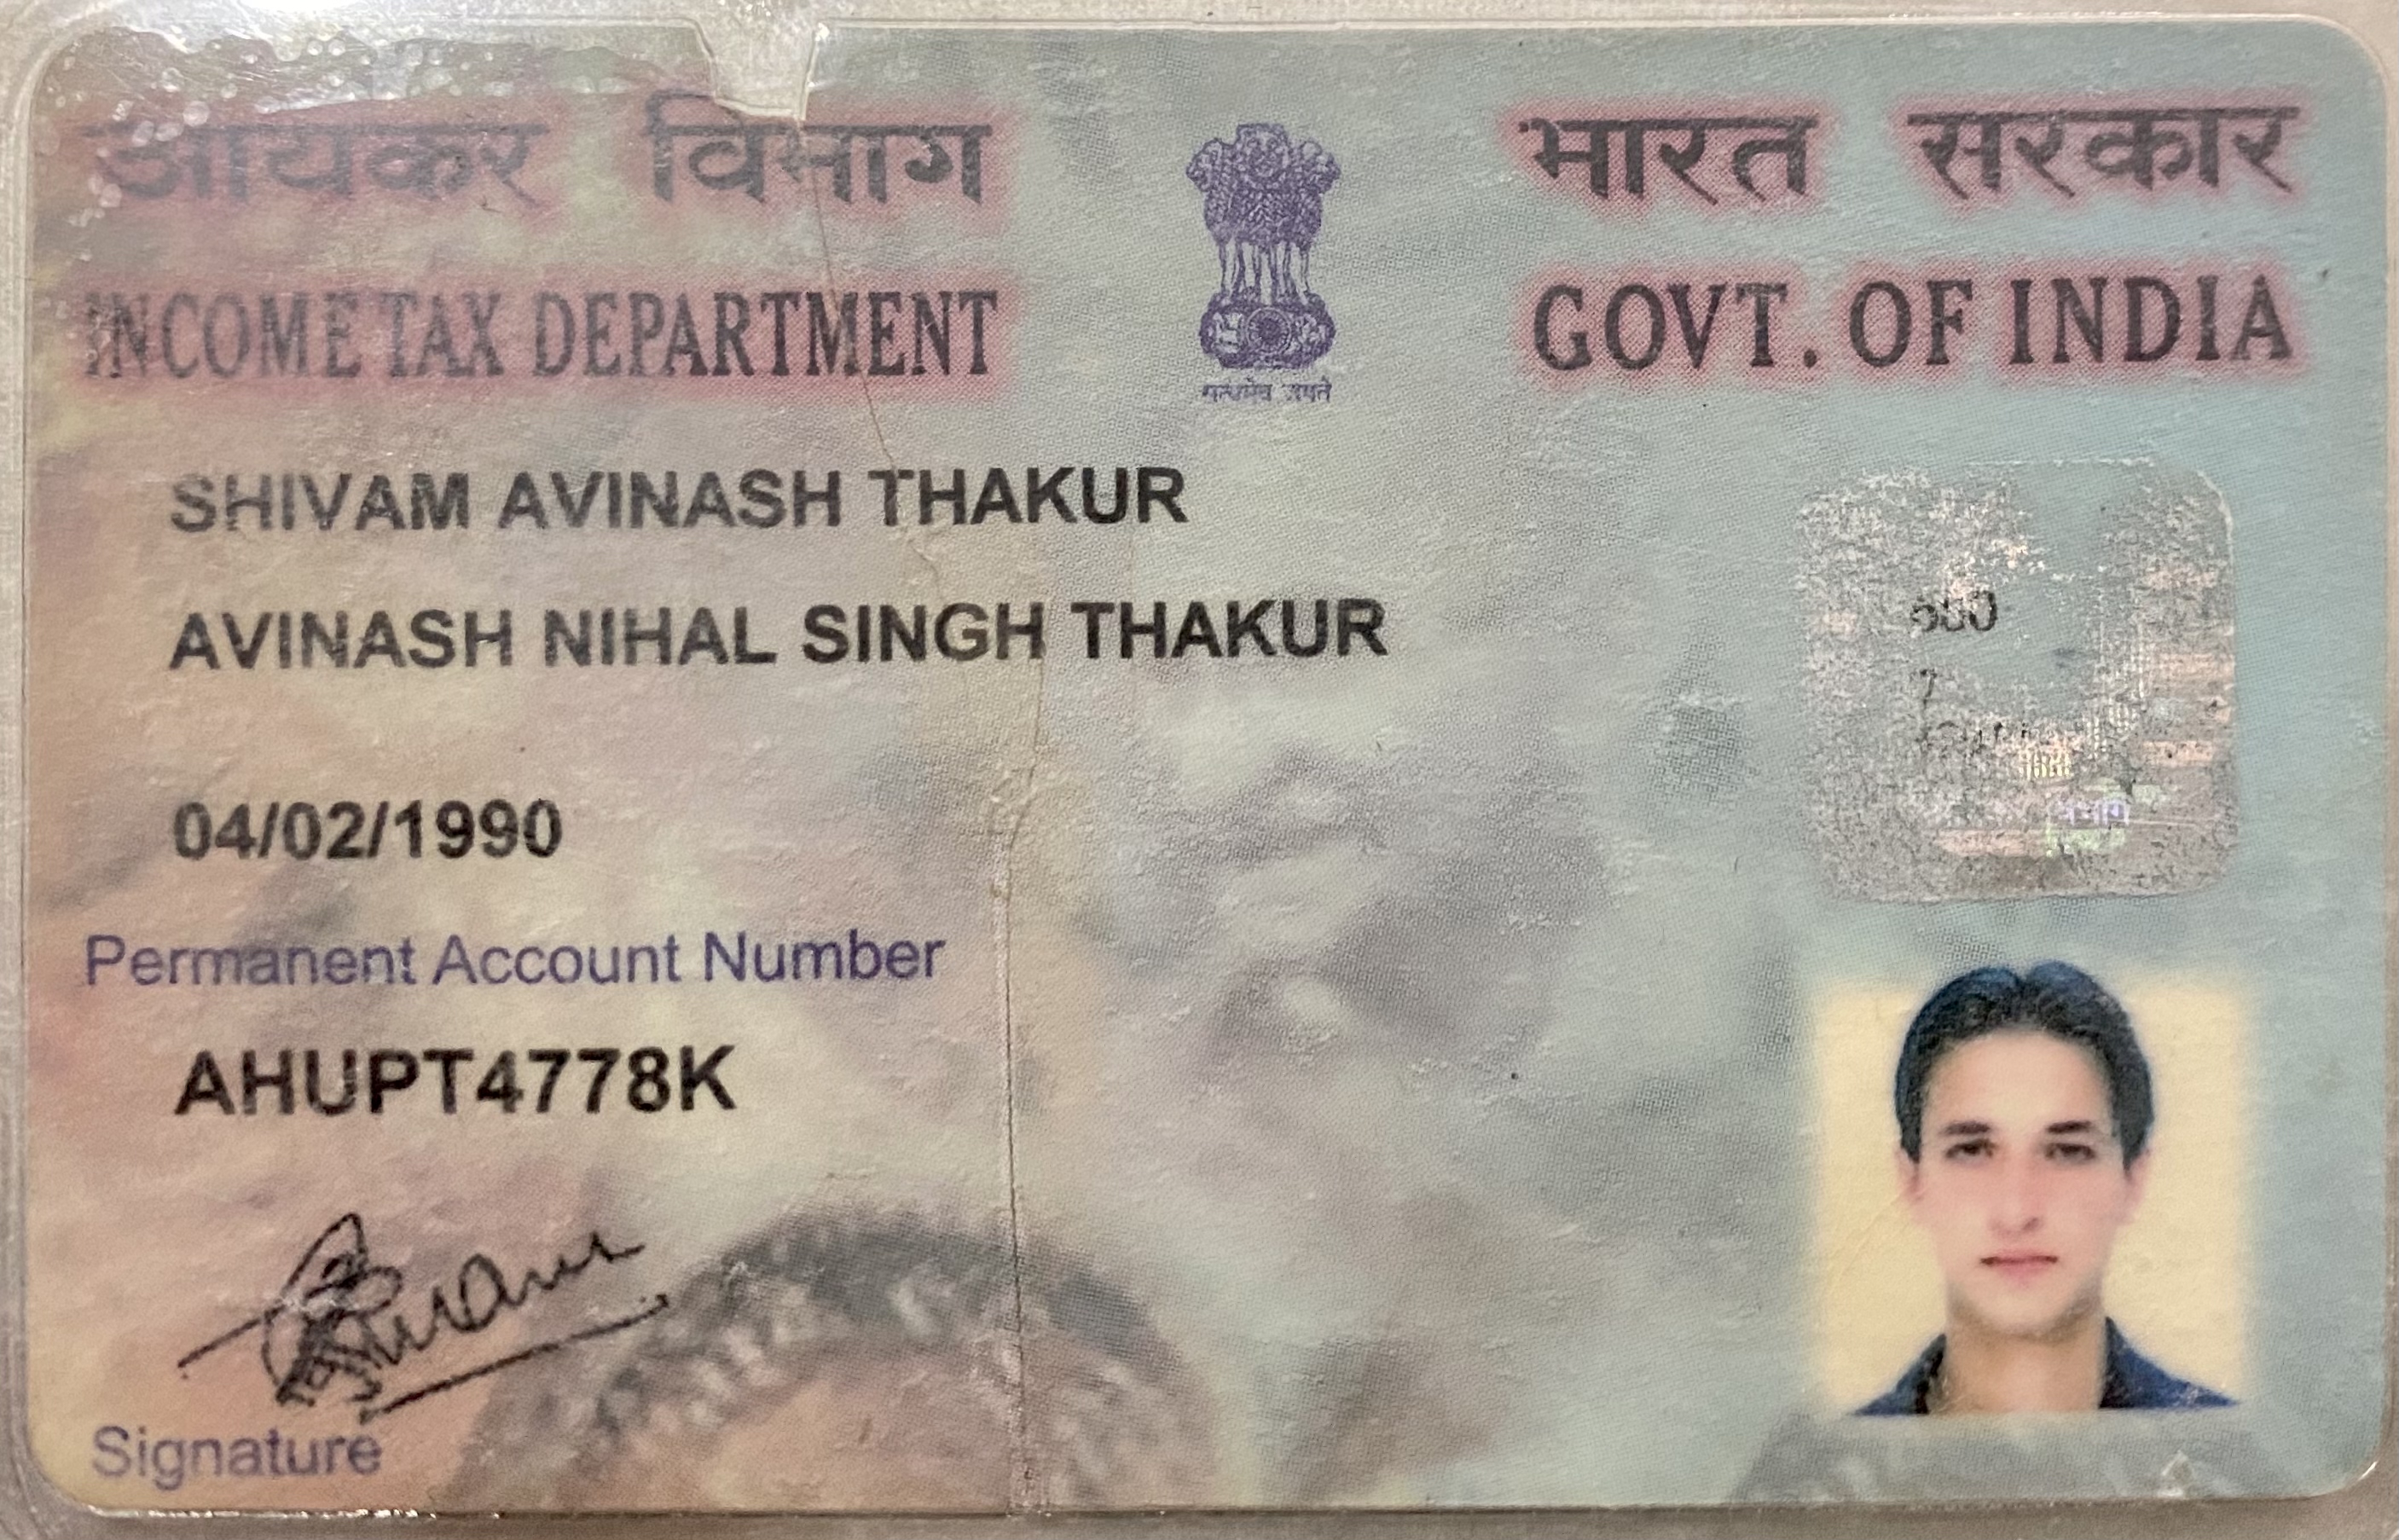 आयकर विभाग
INCOME TAX DEPARTMENT
सत्यमेव जयते
भारत सरकार
GOVT. OF INDIA
SHIVAM AVINASH THAKUR
AVINASH NIHAL SINGH THAKUR
04/02/1990
Permanent Account Number
AHUPT4778K
Signature